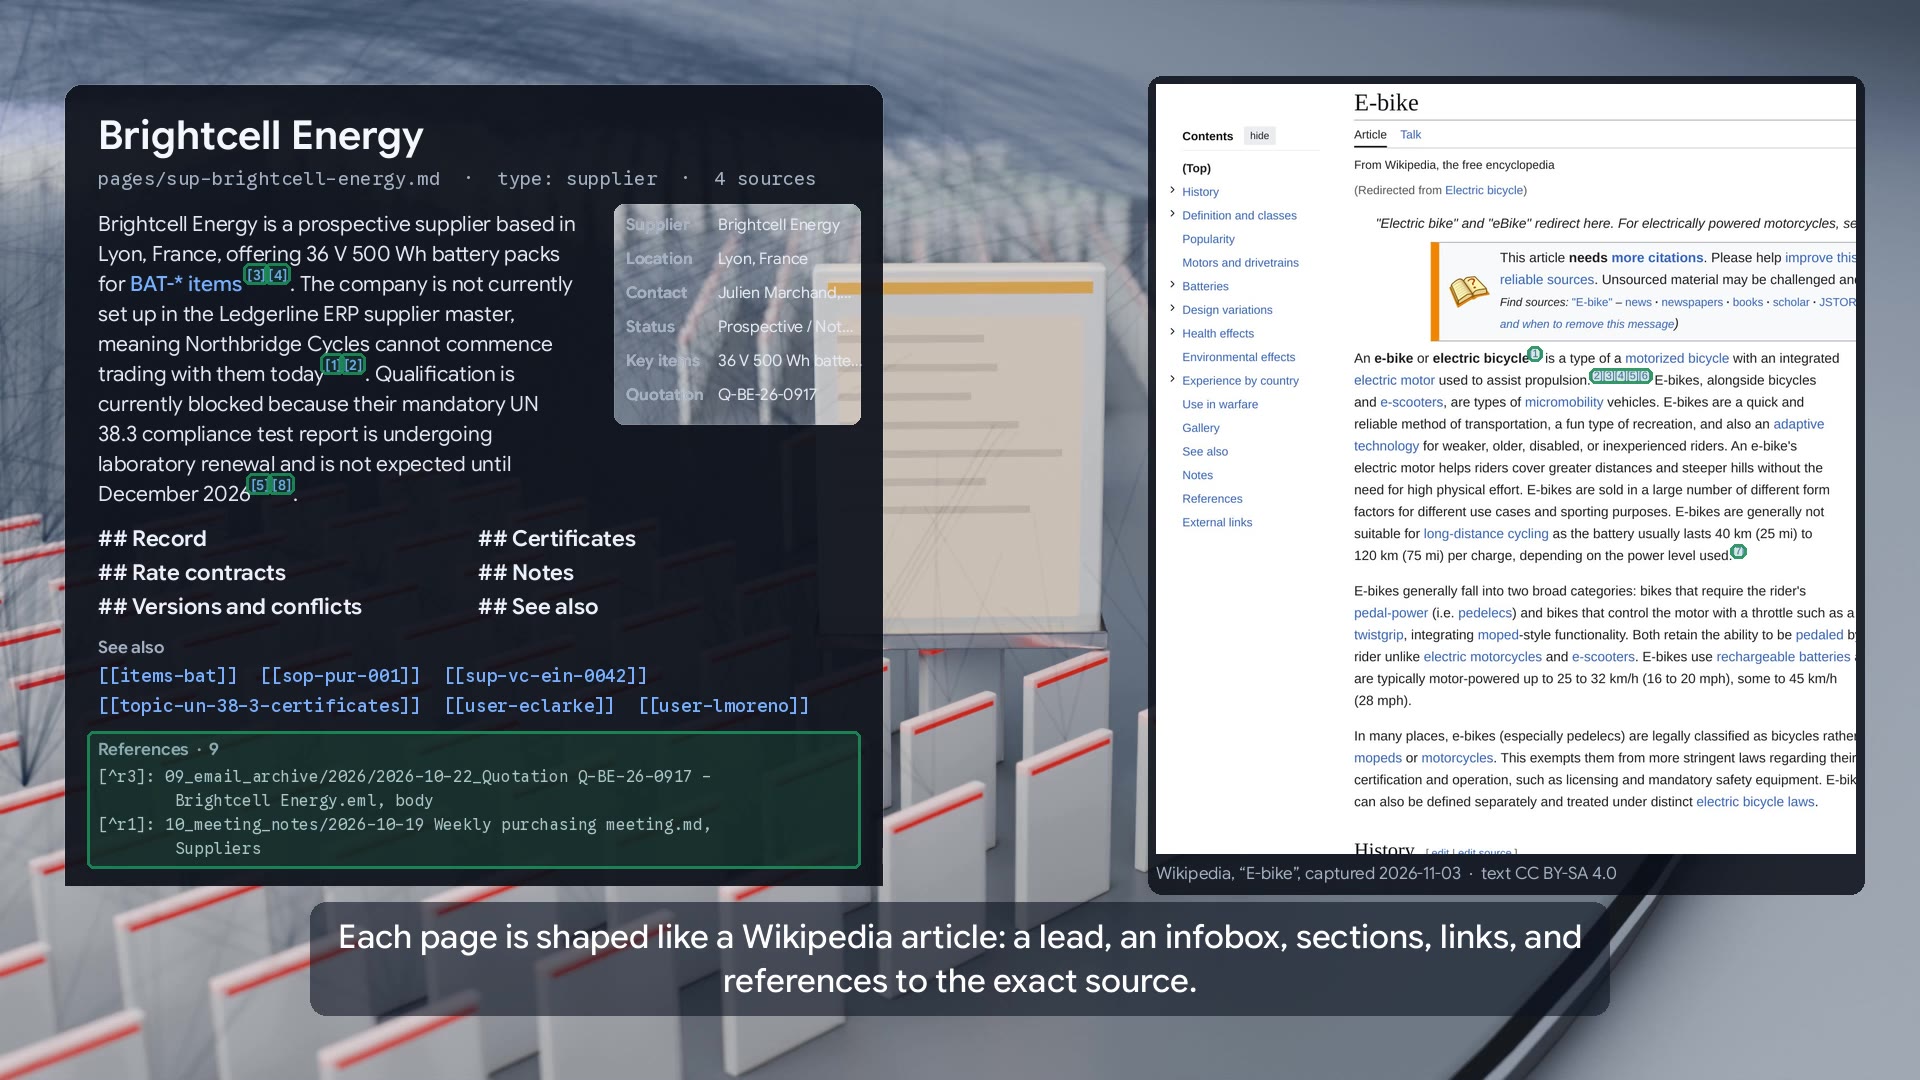 Brightcell Energy
pages/sup-brightcell-energy.md · type: supplier · 4 sources
Brightcell Energy is a prospective supplier based in
Lyon, France, offering 36 V 500 Wh battery packs
for BAT-* items[3][4]. The company is not currently
set up in the Ledgerline ERP supplier master,
meaning Northbridge Cycles cannot commence
trading with them today[1][2]. Qualification is
currently blocked because their mandatory UN
38.3 compliance test report is undergoing
laboratory renewal and is not expected until
December 2026[5][8].
Supplier Brightcell Energy
Location Lyon, France
Contact Julien Marchand,...
Status Prospective / Not...
Key items 36 V 500 Wh batte...
Quotation Q-BE-26-0917
## Record
## Certificates
## Rate contracts
## Notes
## Versions and conflicts
## See also
See also
[[items-bat]] [[sop-pur-001]] [[sup-vc-ein-0042]]
[[topic-un-38-3-certificates]] [[user-eclarke]] [[user-lmoreno]]
References · 9
[^r3]: 09_email_archive/2026/2026-10-22_Quotation Q-BE-26-0917 –
Brightcell Energy.eml, body
[^r1]: 10_meeting_notes/2026-10-19 Weekly purchasing meeting.md,
Suppliers
Contents hide
(Top)
History
Definition and classes
Popularity
Motors and drivetrains
Batteries
Design variations
Health effects
Environmental effects
Experience by country
Use in warfare
Gallery
See also
Notes
References
External links
E-bike
Article Talk
From Wikipedia, the free encyclopedia
(Redirected from Electric bicycle)
"Electric bike" and "eBike" redirect here. For electrically powered motorcycles, se
This article needs more citations. Please help improve this
reliable sources. Unsourced material may be challenged an
Find sources: "E-bike" – news · newspapers · books · scholar · JSTOR
and when to remove this message)
An e-bike or electric bicycle[1] is a type of a motorized bicycle with an integrated
electric motor used to assist propulsion.[2][3][4][5][6] E-bikes, alongside bicycles
and e-scooters, are types of micromobility vehicles. E-bikes are a quick and
reliable method of transportation, a fun type of recreation, and also an adaptive
technology for weaker, older, disabled, or inexperienced riders. An e-bike's
electric motor helps riders cover greater distances and steeper hills without the
need for high physical effort. E-bikes are sold in a large number of different form
factors for different use cases and sporting purposes. E-bikes are generally not
suitable for long-distance cycling as the battery usually lasts 40 km (25 mi) to
120 km (75 mi) per charge, depending on the power level used.[7]
E-bikes generally fall into two broad categories: bikes that require the rider's
pedal-power (i.e. pedelecs) and bikes that control the motor with a throttle such as a
twistgrip, integrating moped-style functionality. Both retain the ability to be pedaled by
rider unlike electric motorcycles and e-scooters. E-bikes use rechargeable batteries a
are typically motor-powered up to 25 to 32 km/h (16 to 20 mph), some to 45 km/h
(28 mph).
In many places, e-bikes (especially pedelecs) are legally classified as bicycles rather
mopeds or motorcycles. This exempts them from more stringent laws regarding their
certification and operation, such as licensing and mandatory safety equipment. E-bik
can also be defined separately and treated under distinct electric bicycle laws.
History [ edit | edit source ]
Wikipedia, “E-bike”, captured 2026-11-03 · text CC BY-SA 4.0
Each page is shaped like a Wikipedia article: a lead, an infobox, sections, links, and
references to the exact source.